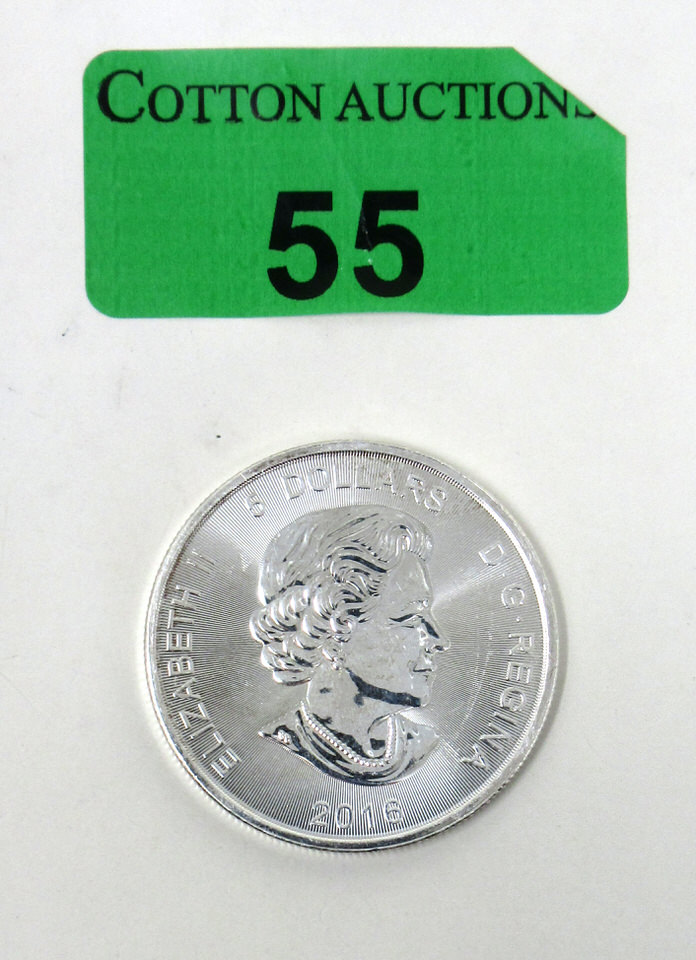 COTTON AUCTIONS
55
ELIZABETH II 5 DOLLARS D·G·REGINA
2016